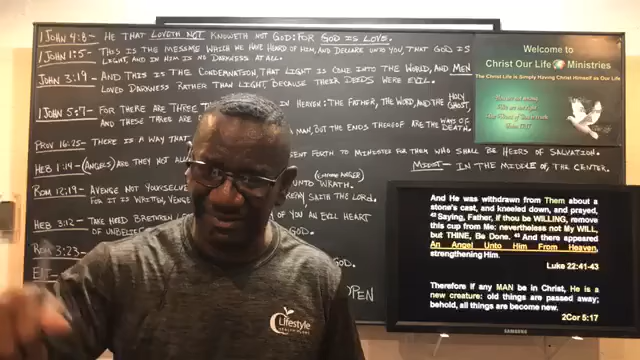 1 JOHN 4:8- HE THAT LOVETH NOT KNOWETH NOT GOD: FOR GOD IS LOVE.
1 JOHN 1:5- THIS IS THE MESSAGE WHICH WE HAVE HEARD OF HIM, AND DECLARE UNTO YOU, THAT GOD IS
LIGHT, AND IN HIM IS NO DARKNESS AT ALL.
JOHN 3:19- AND THIS IS THE CONDEMNATION, THAT LIGHT IS COME INTO THE WORLD, AND MEN
LOVED DARKNESS RATHER THAN LIGHT, BECAUSE THEIR DEEDS WERE EVIL.
1 JOHN 5:7- FOR THERE ARE THREE IN HEAVEN: THE FATHER, THE WORD, AND THE HOLY GHOST,
AND THESE THREE ARE
PROV 16:25- THERE IS A WAY THAT A MAN, BUT THE ENDS THEREOF ARE THE WAYS OF DEATH.
HEB 1:14- (ANGELS) ARE THEY NOT ALL SENT FORTH TO MINISTER FOR THEM WHO SHALL BE HEIRS OF SALVATION.
MIDST- IN THE MIDDLE OF THE CENTER.
ROM 12:19- AVENGE NOT YOURSELVES UNTO WRATH.
FOR IT IS WRITTEN, VENGE SAITH THE LORD.
HEB 3:12- TAKE HEED BRETHREN OF YOU AN EVIL HEART
OF UNBELIEF GOD.
ROM 3:23- GOD.
OPEN
Welcome to
Christ Our Life Ministries
The Christ Life is Simply Having Christ Himself as Our Life
And He was withdrawn from Them about a
stone's cast, and kneeled down, and prayed,
42 Saying, Father, if thou be WILLING, remove
this cup from Me: nevertheless not My WILL,
but THINE, Be Done. 43 And there appeared
An Angel Unto Him From Heaven,
strengthening Him.
Luke 22:41-43
Therefore if any MAN be in Christ, He is a
new creature: old things are passed away;
behold, all things are become new.
2Cor 5:17
SAMSUNG
Lifestyle